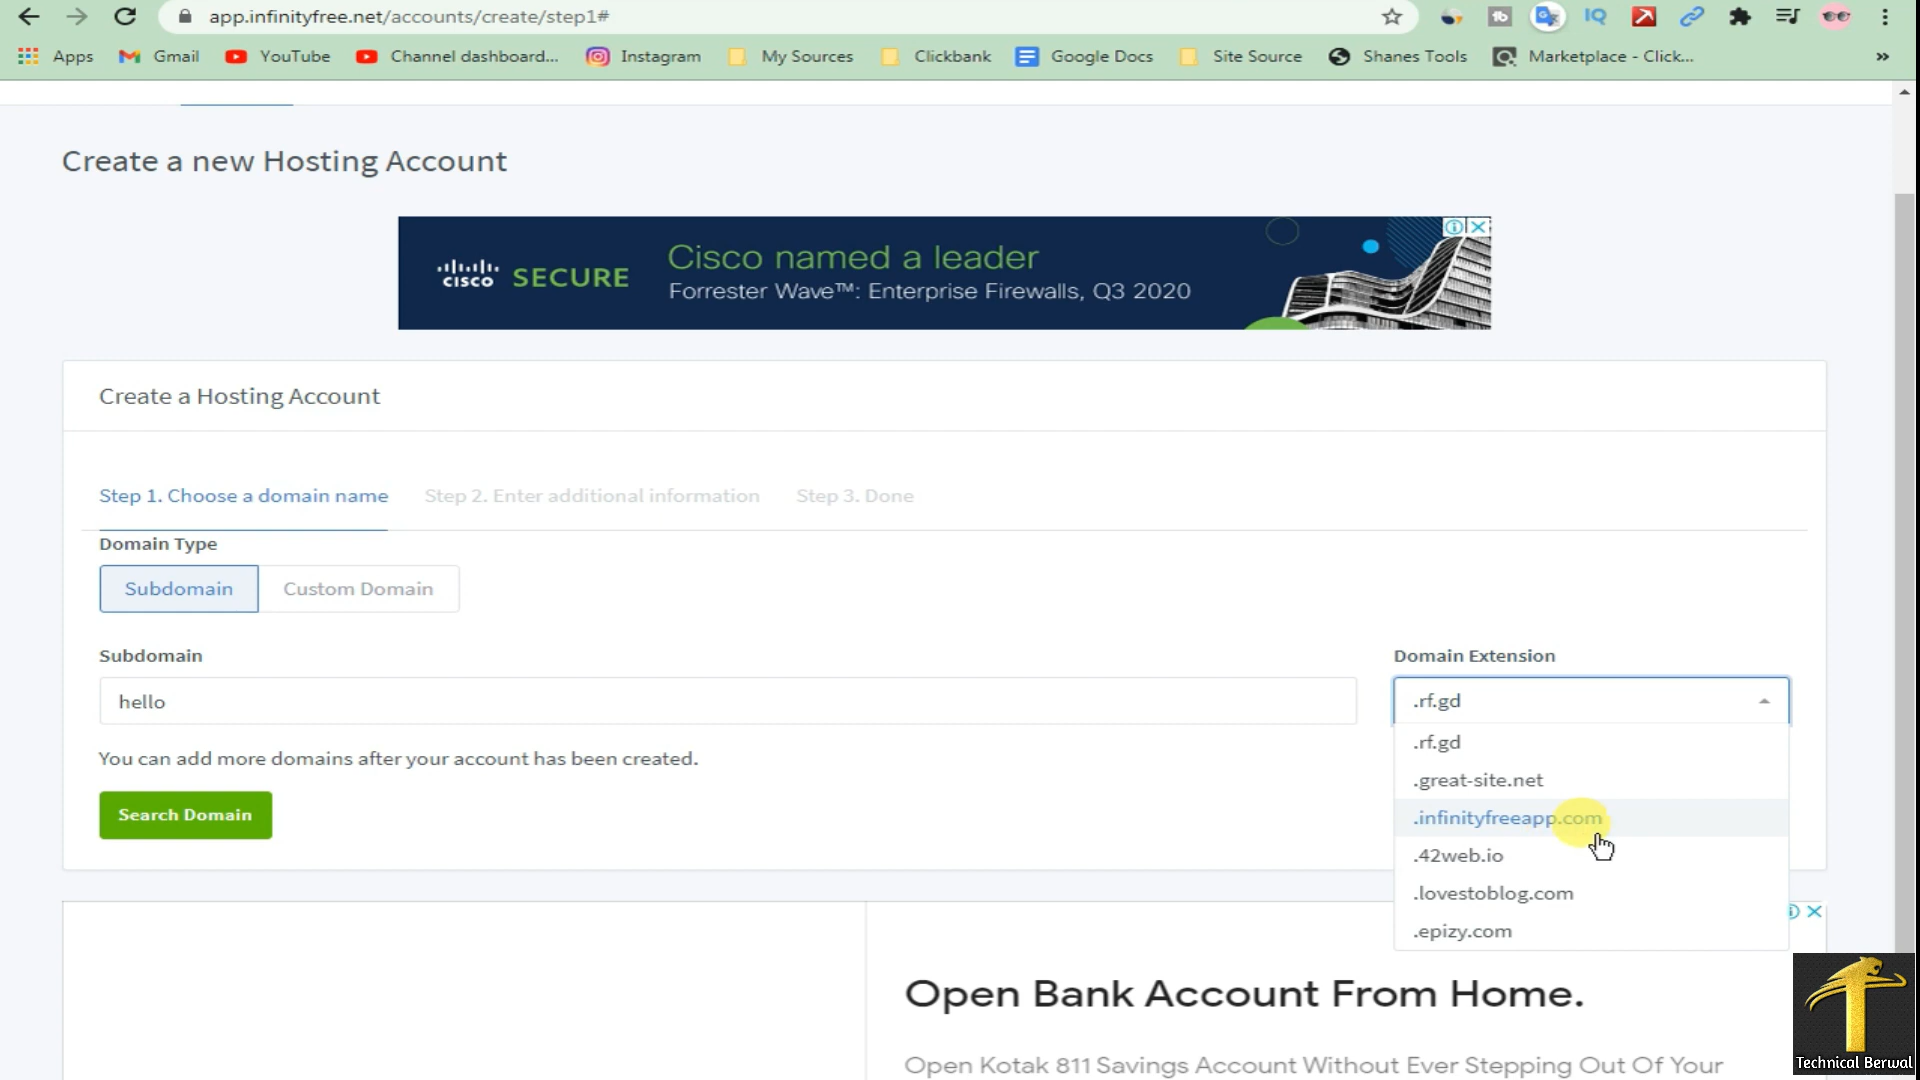 app.infinityfree.net/accounts/create/step1#
Apps Gmail YouTube Channel dashboard... Instagram My Sources Clickbank Google Docs Site Source Shanes Tools Marketplace - Click... »
Create a new Hosting Account
CISCO SECURE
Cisco named a leader
Forrester Wave™: Enterprise Firewalls, Q3 2020
Create a Hosting Account
Step 1. Choose a domain name Step 2. Enter additional information Step 3. Done
Domain Type
Subdomain Custom Domain
Subdomain Domain Extension
hello .rf.gd
.rf.gd
You can add more domains after your account has been created.
.great-site.net
Search Domain
.infinityfreeapp.com
.42web.io
.lovestoblog.com
.epizy.com
Open Bank Account From Home.
Open Kotak 811 Savings Account Without Ever Stepping Out Of Your
Technical Berwal